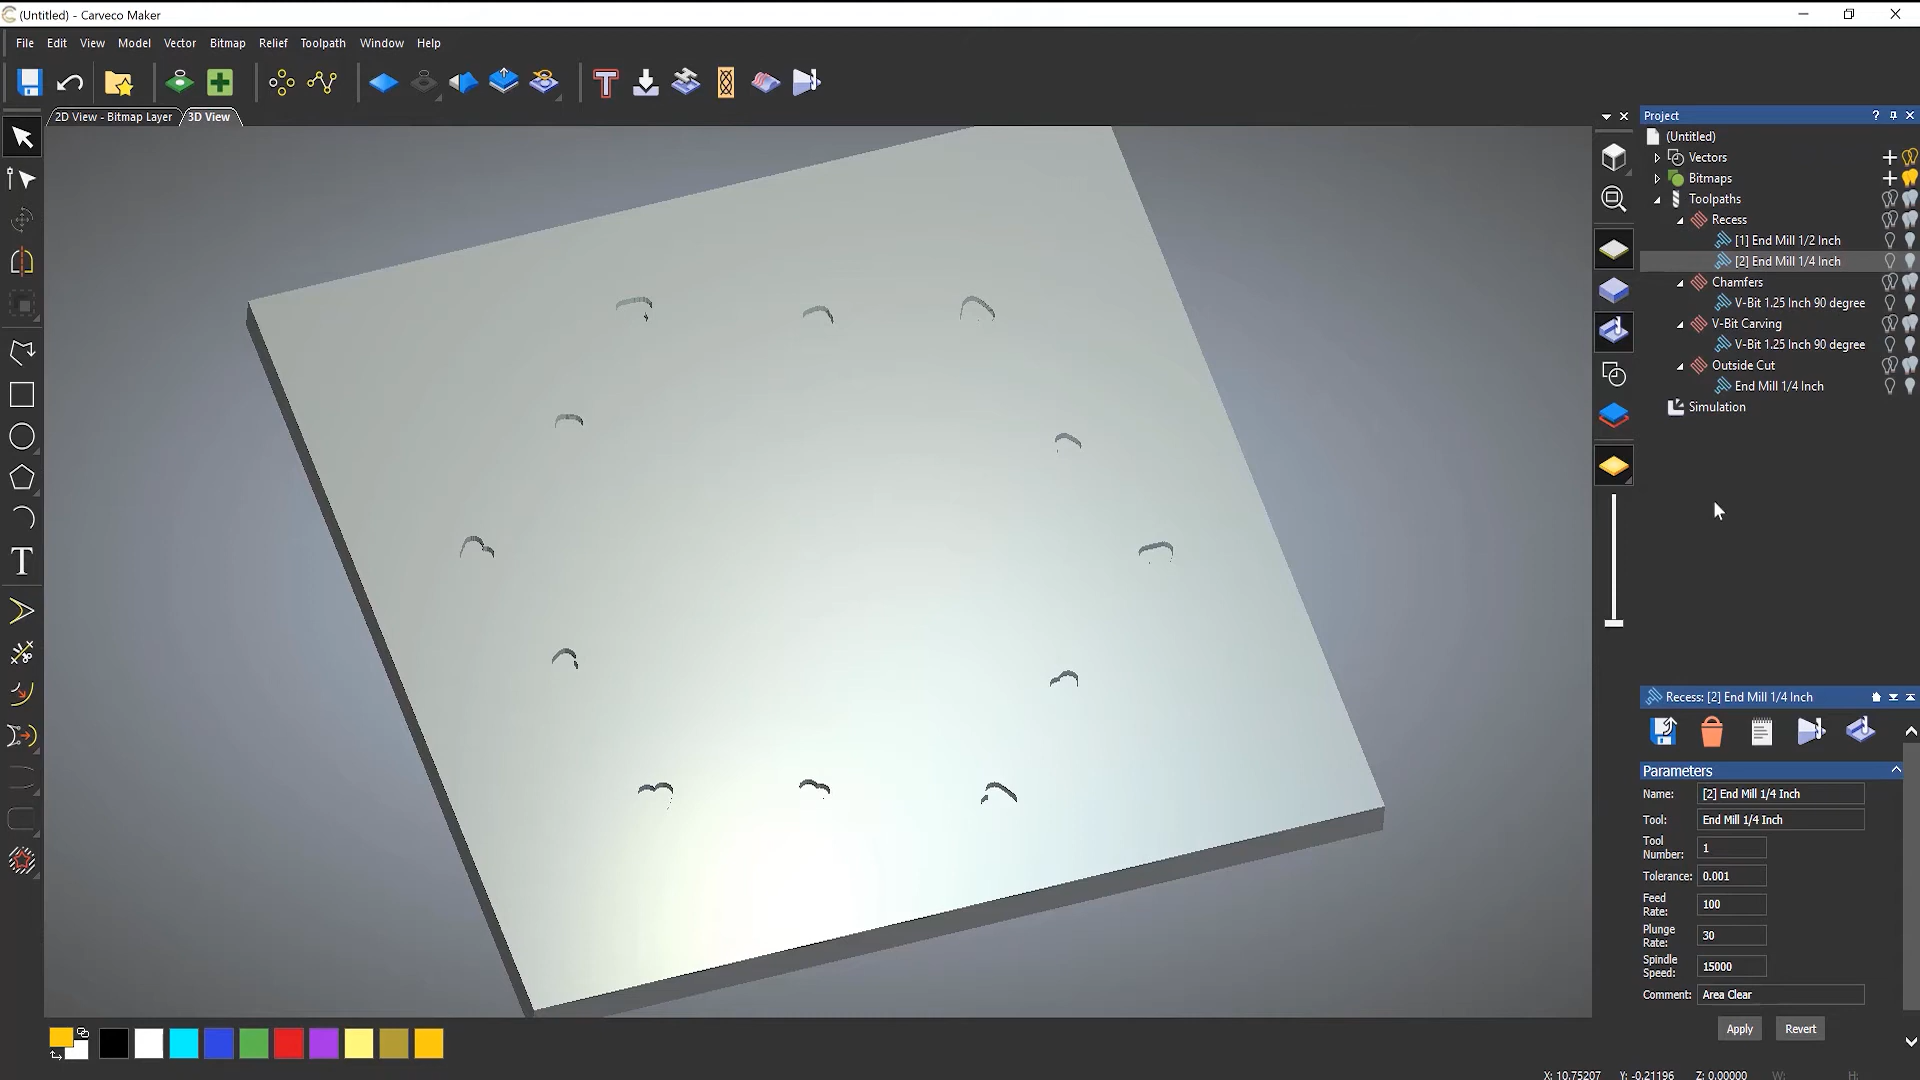 (Untitled) - Carveco Maker
File Edit View Model Vector Bitmap Relief Toolpath Window Help
2D View - Bitmap Layer 3D View
Project
(Untitled)
Vectors
Bitmaps
Toolpaths
Recess
[1] End Mill 1/2 Inch
[2] End Mill 1/4 Inch
Chamfers
V-Bit 1.25 Inch 90 degree
V-Bit Carving
V-Bit 1.25 Inch 90 degree
Outside Cut
End Mill 1/4 Inch
Simulation
Recess: [2] End Mill 1/4 Inch
Parameters
Name: [2] End Mill 1/4 Inch
Tool: End Mill 1/4 Inch
Tool Number: 1
Tolerance: 0.001
Feed Rate: 100
Plunge Rate: 30
Spindle Speed: 15000
Comment: Area Clear
Apply Revert
X: 10.75207 Y: -0.21196 Z: 0.00000 W: H: